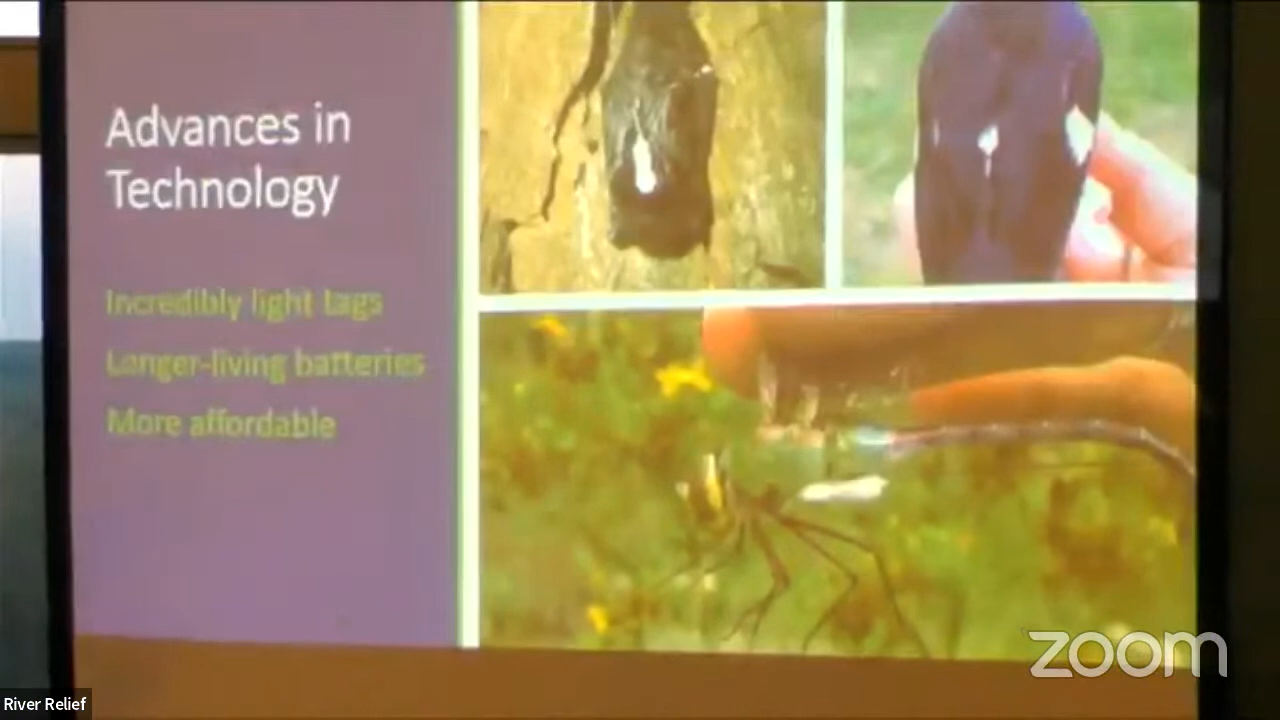 Advances in
Technology
Incredibly light tags
Longer-living batteries
More affordable
zoom
River Relief